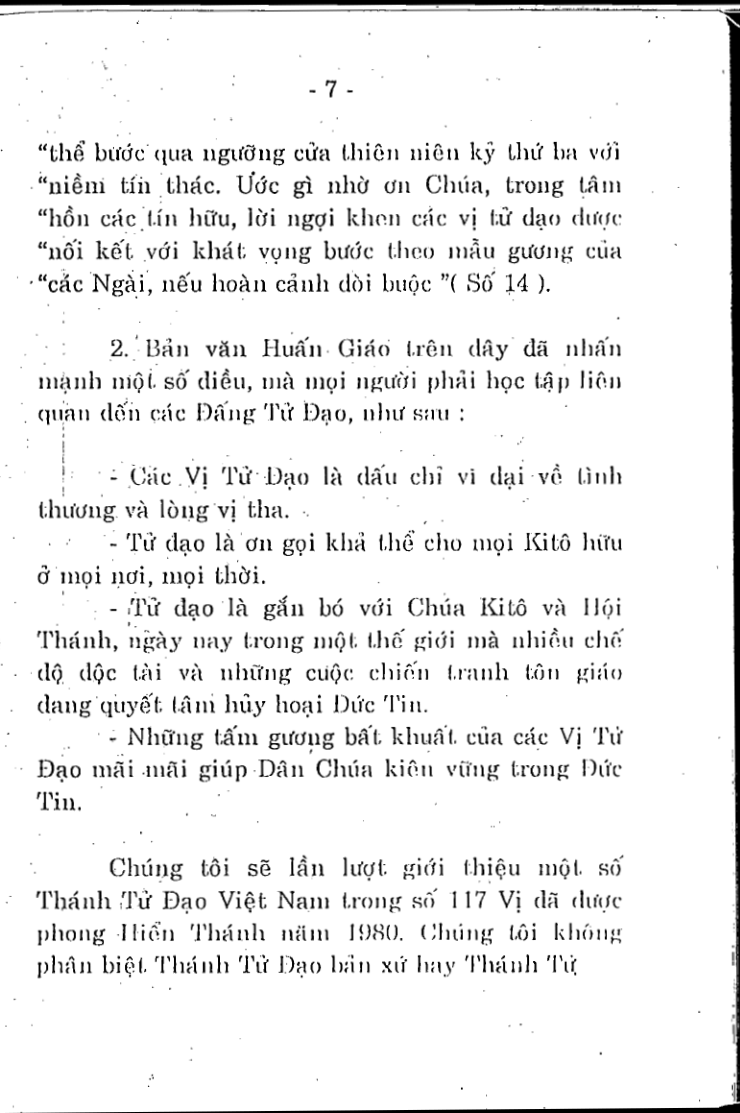 - 7 -
“thể bước qua ngưỡng cửa thiên niên kỷ thứ ba với
“niềm tín thác. Ước gì nhờ ơn Chúa, trong tâm
“hồn các tín hữu, lời ngợi khen các vị tử đạo được
“nối kết với khát vọng bước theo mẫu gương của
“các Ngài, nếu hoàn cảnh đòi buộc ”( Số 14 ).
2. Bản văn Huấn Giáo trên đây đã nhấn
mạnh một số điều, mà mọi người phải học tập liên
quan đến các Đấng Tử Đạo, như sau :
- Các Vị Tử Đạo là dấu chỉ vĩ đại về tình
thương và lòng vị tha.
- Tử đạo là ơn gọi khả thể cho mọi Kitô hữu
ở mọi nơi, mọi thời.
- Tử đạo là gắn bó với Chúa Kitô và Hội
Thánh, ngày nay trong một thế giới mà nhiều chế
độ độc tài và những cuộc chiến tranh tôn giáo
đang quyết tâm hủy hoại Đức Tin.
- Những tấm gương bất khuất của các Vị Tử
Đạo mãi mãi giúp Dân Chúa kiên vững trong Đức
Tin.
Chúng tôi sẽ lần lượt giới thiệu một số
Thánh Tử Đạo Việt Nam trong số 117 Vị đã được
phong Hiển Thánh năm 1980. Chúng tôi không
phân biệt Thánh Tử Đạo bản xứ hay Thánh Tử